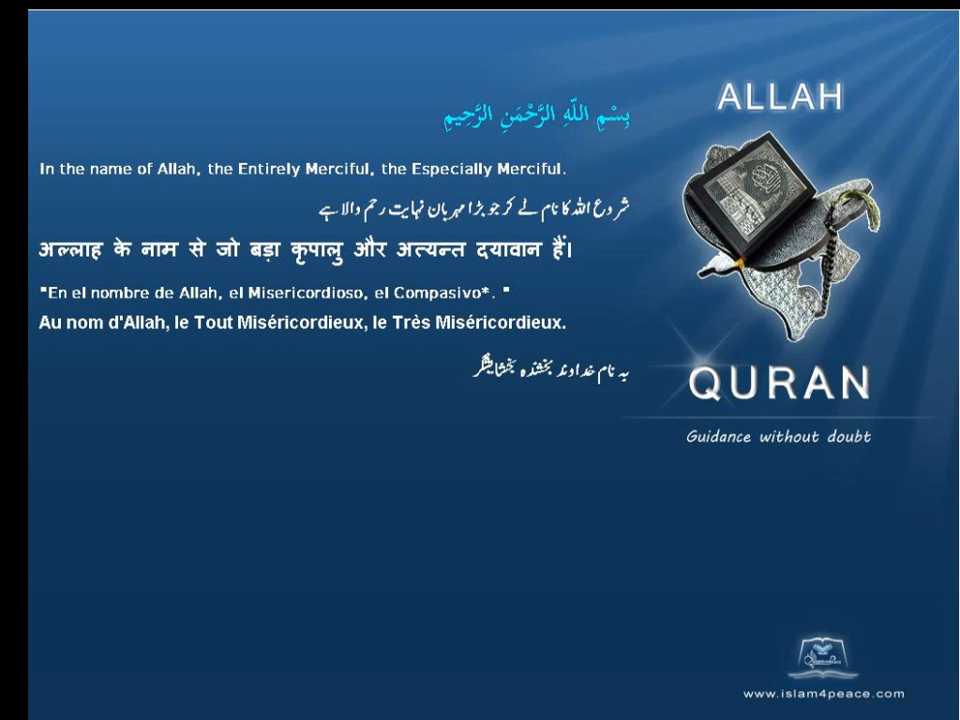 بِسْمِ اللّهِ الرَّحْمَنِ الرَّحِيمِ
In the name of Allah, the Entirely Merciful, the Especially Merciful.
شروع الله کا نام لے کر جو بڑا مہربان نہایت رحم والا ہے
अल्लाह के नाम से जो बड़ा कृपालु और अत्यन्त दयावान हैं।
"En el nombre de Allah, el Misericordioso, el Compasivo*. "
Au nom d'Allah, le Tout Miséricordieux, le Très Miséricordieux.
به نام خداوند بخشنده بخشایشگر
ALLAH
QURAN
Guidance without doubt
www.islam4peace.com